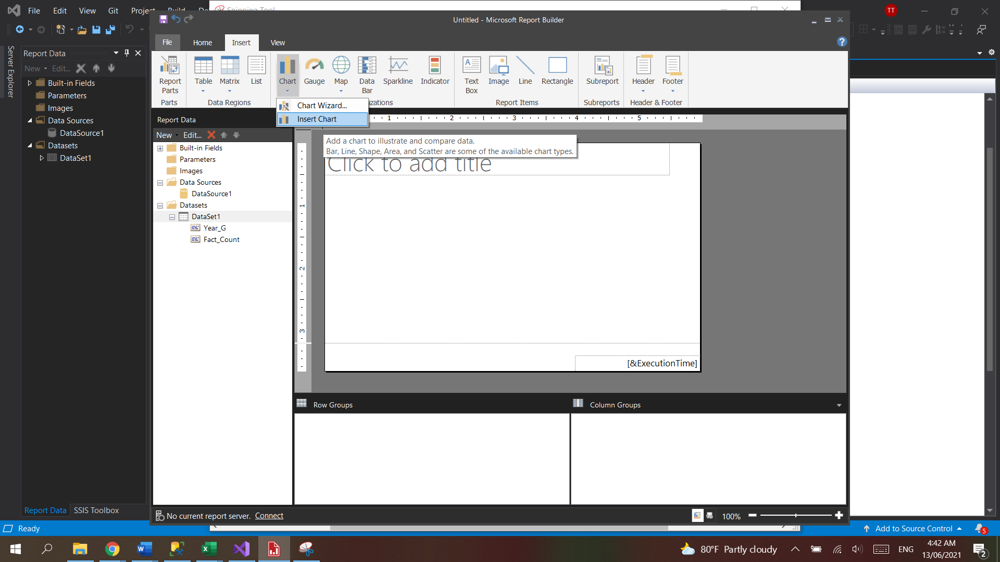 File Edit View Git Project Build De
Snipping Tool
TT
Untitled - Microsoft Report Builder
File Home Insert View
Server Explorer
Report Data
New Edit...
Built-in Fields
Parameters
Images
Data Sources
DataSource1
Datasets
DataSet1
Report Parts
Table
Matrix
List
Chart
Gauge
Map
Data Bar
Sparkline
Indicator
Text Box
Image
Line
Rectangle
Subreport
Header
Footer
Parts
Data Regions
izations
Report Items
Subreports
Header & Footer
Chart Wizard...
Insert Chart
Report Data
New Edit...
Built-in Fields
Parameters
Images
Data Sources
DataSource1
Datasets
DataSet1
Year_G
Fact_Count
1 2 3 4 5
Add a chart to illustrate and compare data.
Bar, Line, Shape, Area, and Scatter are some of the available chart types.
Click to add title
1
2
3
[&ExecutionTime]
Row Groups
Column Groups
Report Data SSIS Toolbox
No current report server. Connect
100%
Ready
Add to Source Control
5
80°F Partly cloudy
ENG
4:42 AM
13/06/2021
2